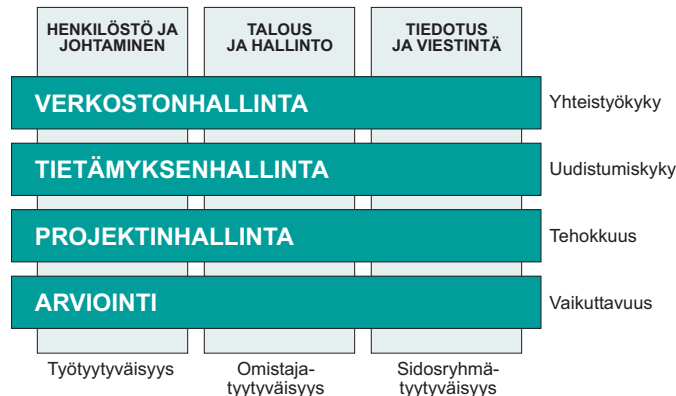 HENKILÖSTÖ JA
JOHTAMINEN
TALOUS
JA HALLINTO
TIEDOTUS
JA VIESTINTÄ
VERKOSTONHALLINTA
Yhteistyökyky
TIETÄMYKSENHALLINTA
Uudistumiskyky
PROJEKTINHALLINTA
Tehokkuus
ARVIOINTI
Vaikuttavuus
Työtyytyväisyys
Omistaja-
tyytyväisyys
Sidosryhmä-
tyytyväisyys